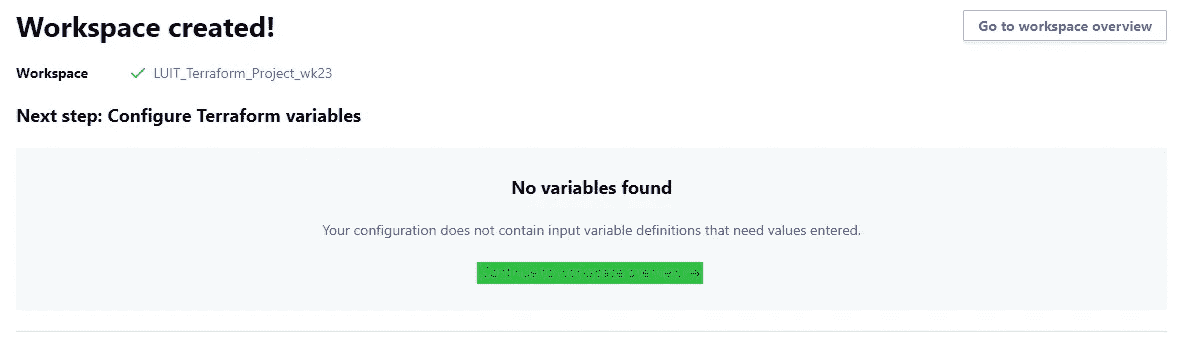 Workspace created!
Go to workspace overview
Workspace LUIT_Terraform_Project_wk23
Next step: Configure Terraform variables
No variables found
Your configuration does not contain input variable definitions that need values entered.